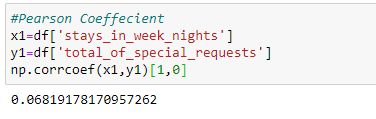 #Pearson Coeffecient
x1=df['stays_in_week_nights']
y1=df['total_of_special_requests']
np.corrcoef(x1,y1)[1,0]
0.06819178170957262